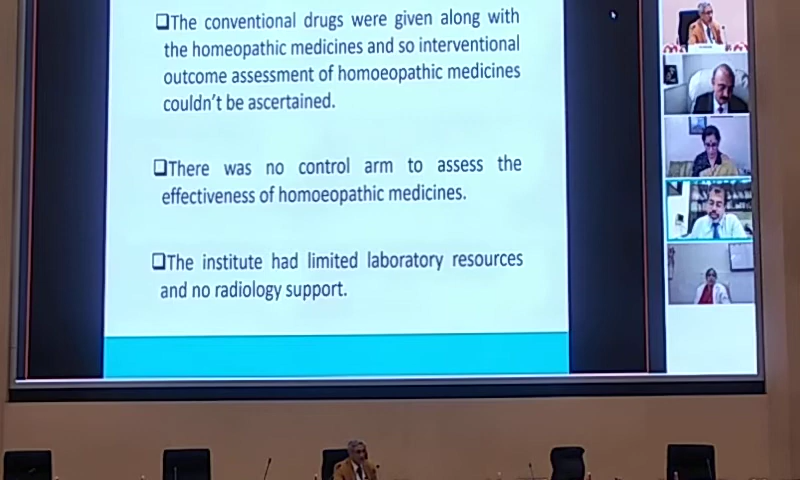 ❑The conventional drugs were given along with
the homeopathic medicines and so interventional
outcome assessment of homoeopathic medicines
couldn't be ascertained.
❑There was no control arm to assess the
effectiveness of homoeopathic medicines.
❑The institute had limited laboratory resources
and no radiology support.